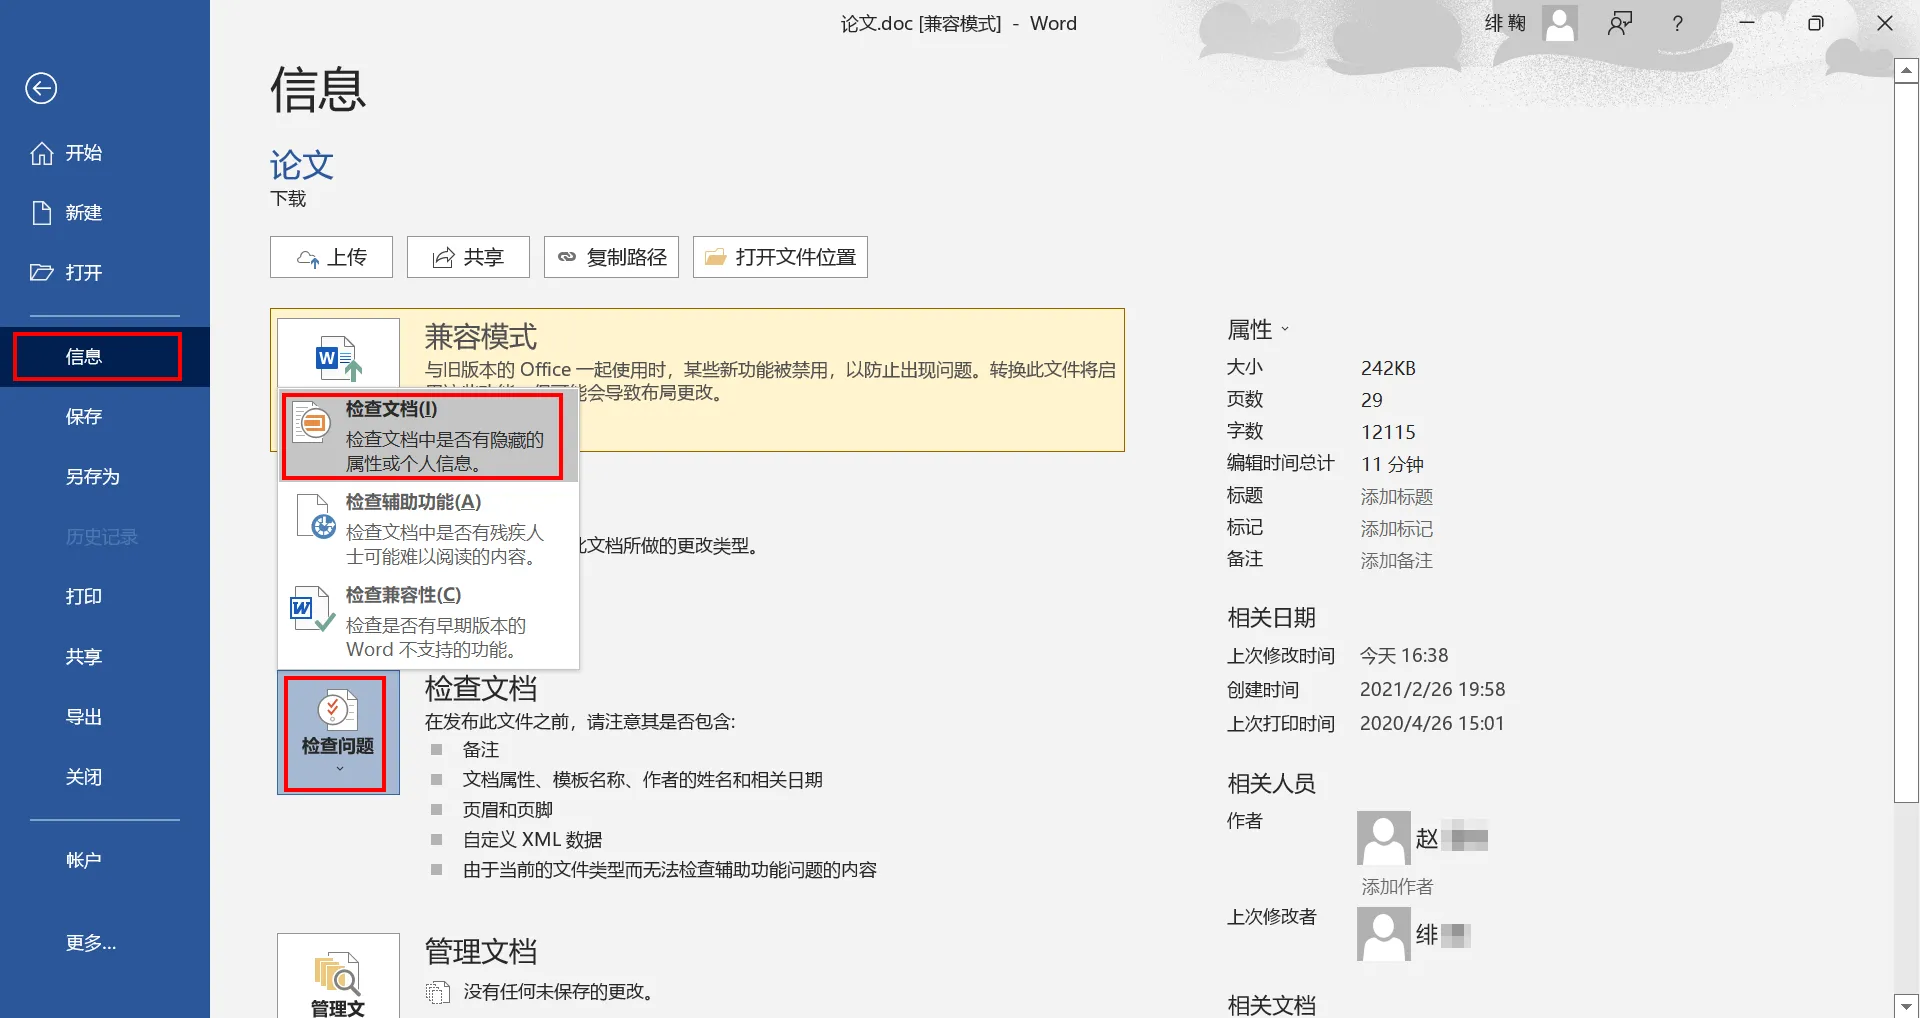 论文.doc [兼容模式] - Word
绯 鞠
?
信息
论文
下载
开始
新建
打开
信息
保存
另存为
历史记录
打印
共享
导出
关闭
帐户
更多...
上传
共享
复制路径
打开文件位置
兼容模式
与旧版本的 Office 一起使用时，某些新功能被禁用，以防止出现问题。转换此文件将启
会导致布局更改。
检查文档(I)
检查文档中是否有隐藏的
属性或个人信息。
检查辅助功能(A)
检查文档中是否有残疾人
士可能难以阅读的内容。
检查兼容性(C)
检查是否有早期版本的
Word 不支持的功能。
文档所做的更改类型。
检查问题
检查文档
在发布此文件之前，请注意其是否包含:
备注
文档属性、模板名称、作者的姓名和相关日期
页眉和页脚
自定义 XML 数据
由于当前的文件类型而无法检查辅助功能问题的内容
管理文
管理文档
没有任何未保存的更改。
属性
大小 242KB
页数 29
字数 12115
编辑时间总计 11 分钟
标题 添加标题
标记 添加标记
备注 添加备注
相关日期
上次修改时间 今天 16:38
创建时间 2021/2/26 19:58
上次打印时间 2020/4/26 15:01
相关人员
作者 赵
添加作者
上次修改者 绯
相关文档